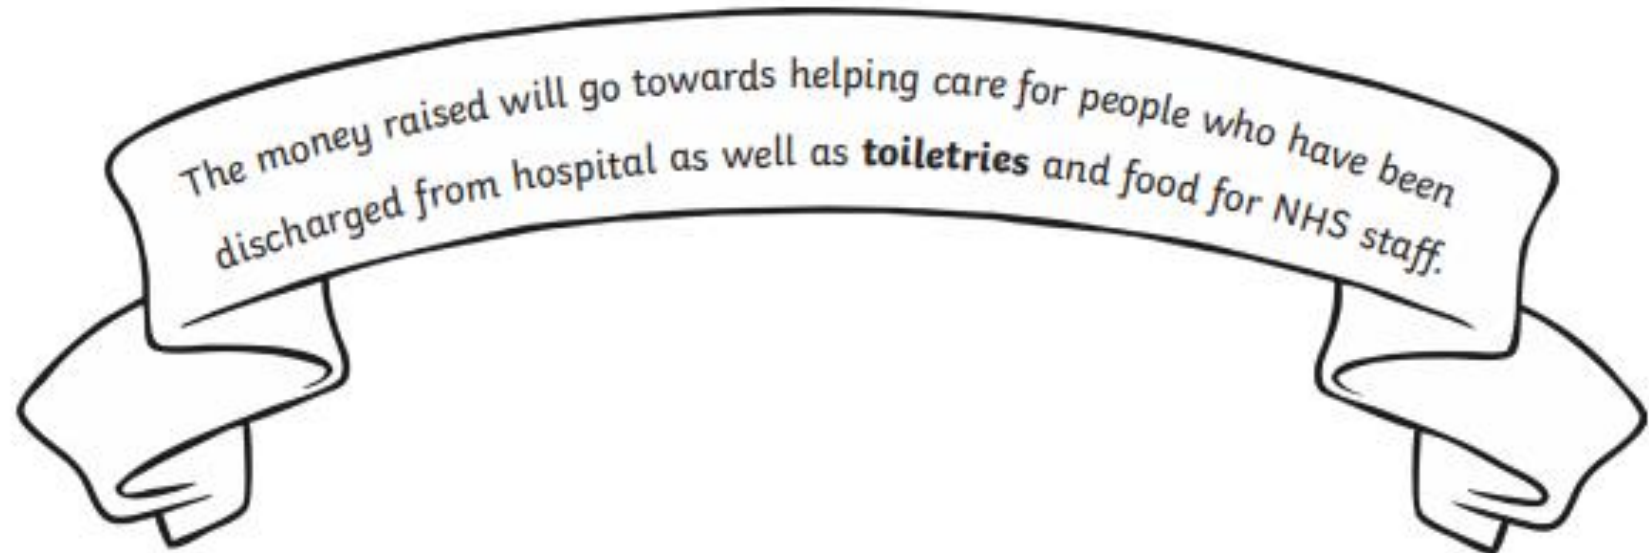 The money raised will go towards helping care for people who have been
discharged from hospital as well as toiletries and food for NHS staff.